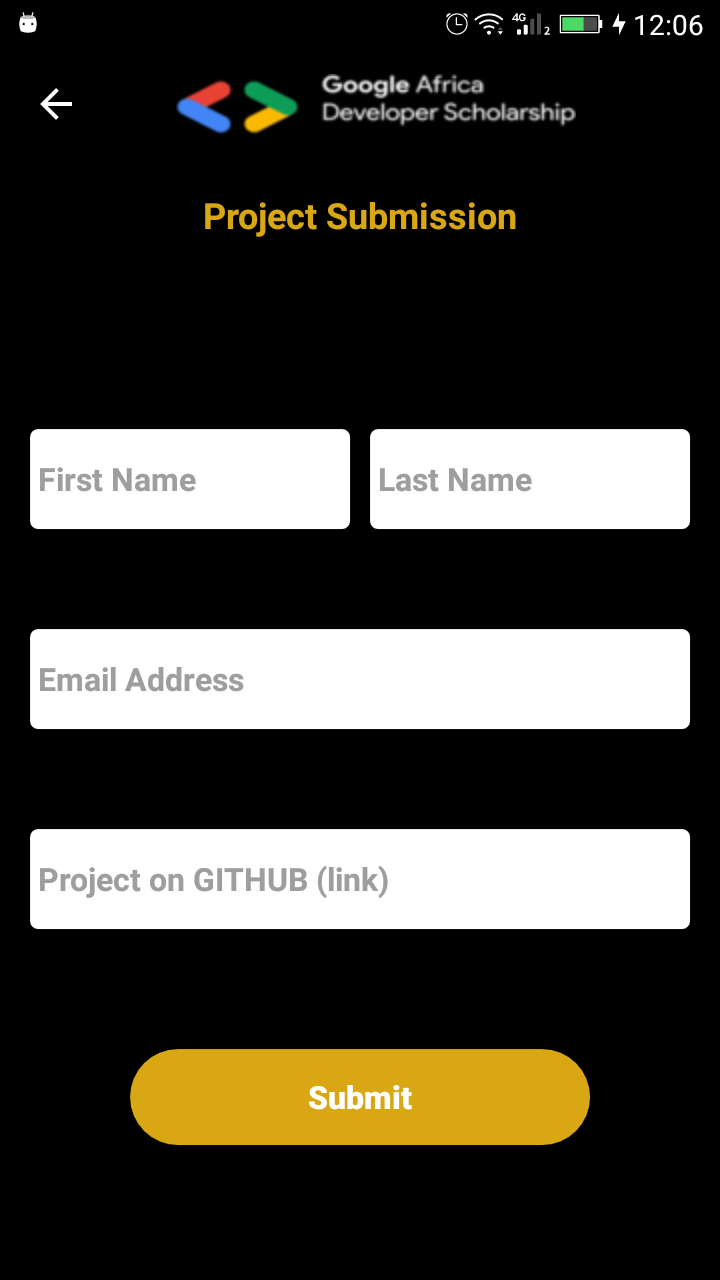 4G 2 12:06
Google Africa
Developer Scholarship
Project Submission
First Name Last Name
Email Address
Project on GITHUB (link)
Submit